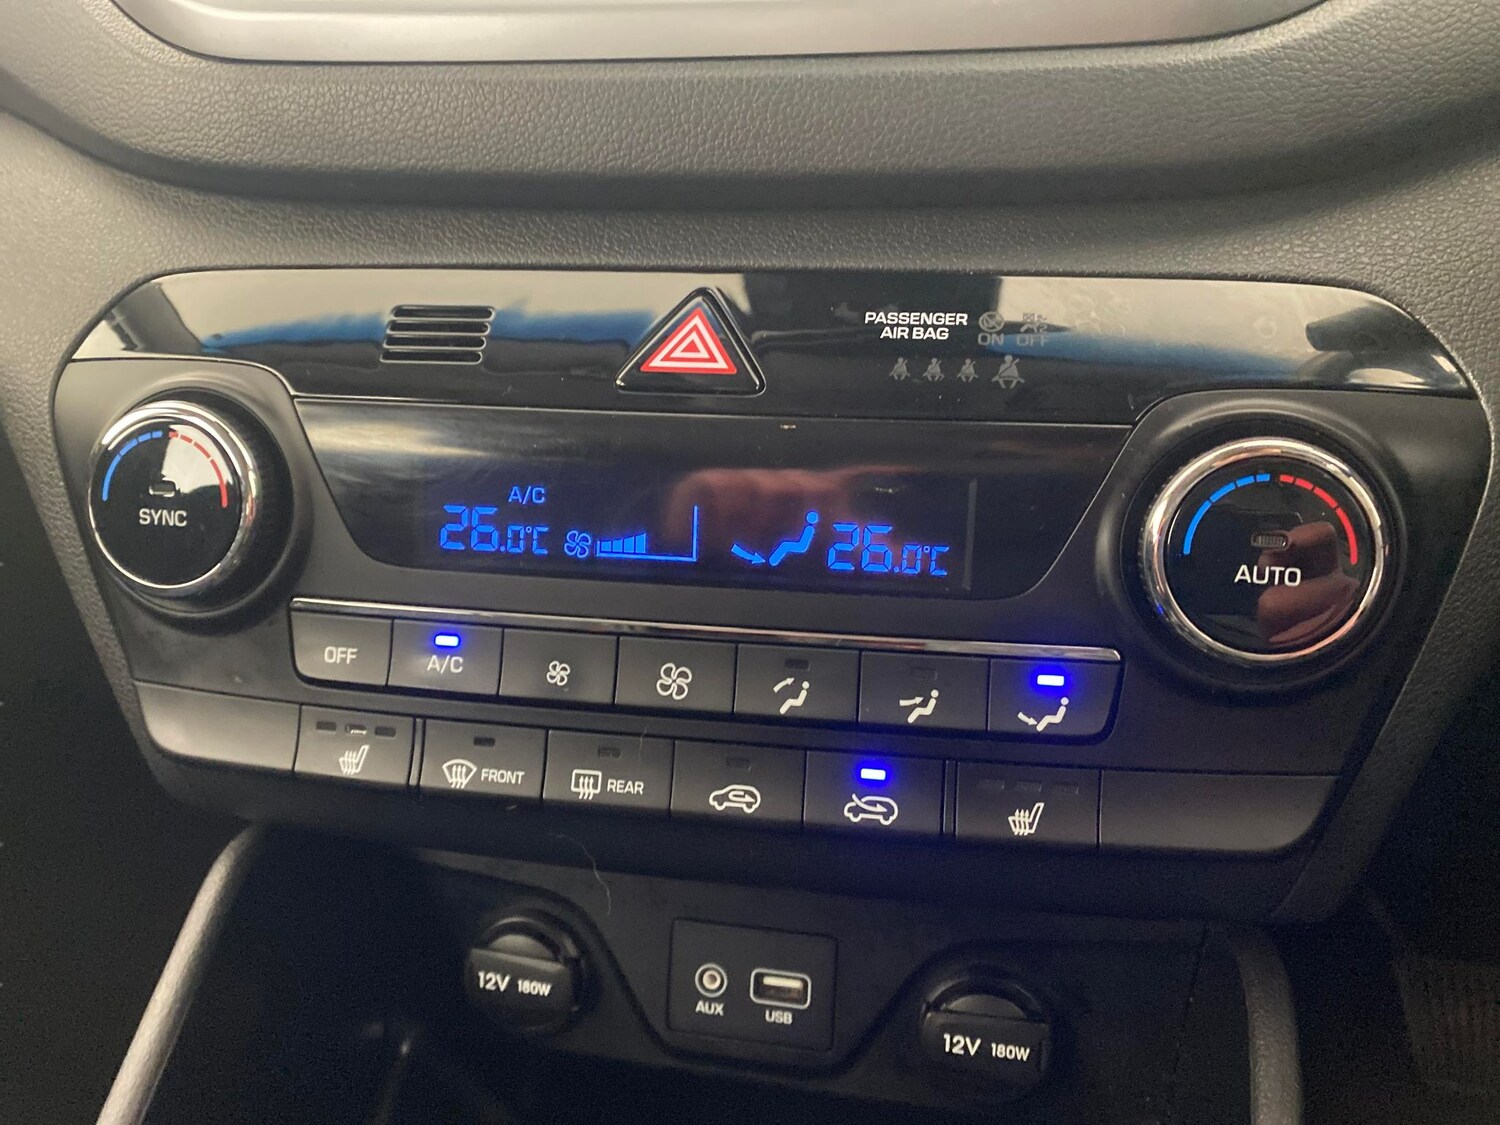 PASSENGER
AIR BAG
ON OFF
SYNC
A/C
26.0°C
26.0°C
AUTO
OFF
A/C
FRONT
REAR
12V 180W
AUX
USB
12V 180W